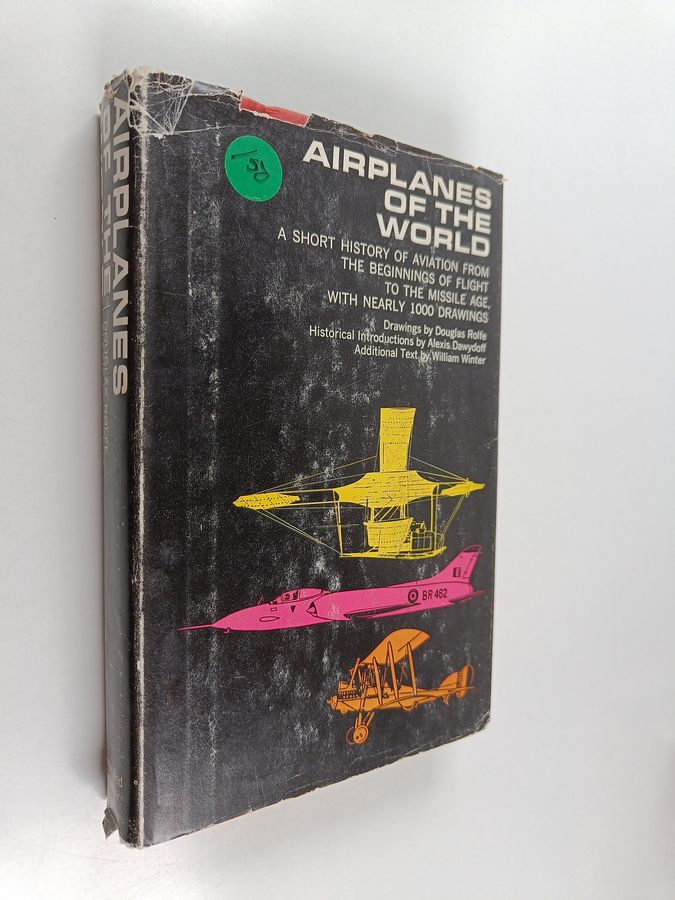 AIRPLANES
OF THE
WORLD
A SHORT HISTORY OF AVIATION FROM
THE BEGINNINGS OF FLIGHT
TO THE MISSILE AGE,
WITH NEARLY 1000 DRAWINGS
Drawings by Douglas Rolfe
Historical Introductions by Alexis Dawydoff
Additional Text by William Winter
BR 462
AIRPLANES
OF THE
DOUGLAS ROLFE